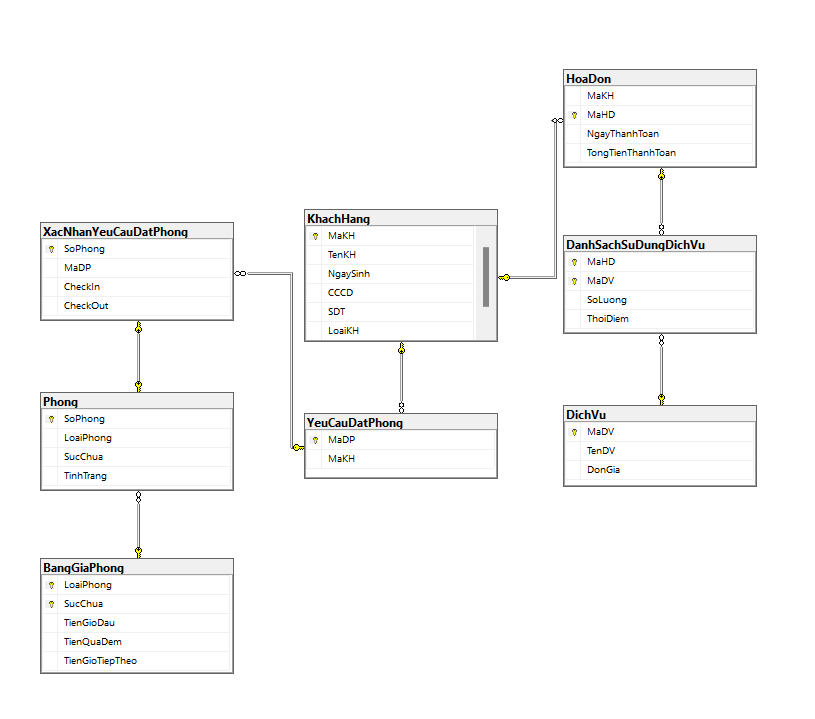 HoaDon
MaKH
MaHD
NgayThanhToan
TongTienThanhToan
KhachHang
MaKH
TenKH
NgaySinh
CCCD
SDT
LoaiKH
XacNhanYeuCauDatPhong
SoPhong
MaDP
CheckIn
CheckOut
DanhSachSuDungDichVu
MaHD
MaDV
SoLuong
ThoiDiem
Phong
SoPhong
LoaiPhong
SucChua
TinhTrang
YeuCauDatPhong
MaDP
MaKH
DichVu
MaDV
TenDV
DonGia
BangGiaPhong
LoaiPhong
SucChua
TienGioDau
TienQuaDem
TienGioTiepTheo